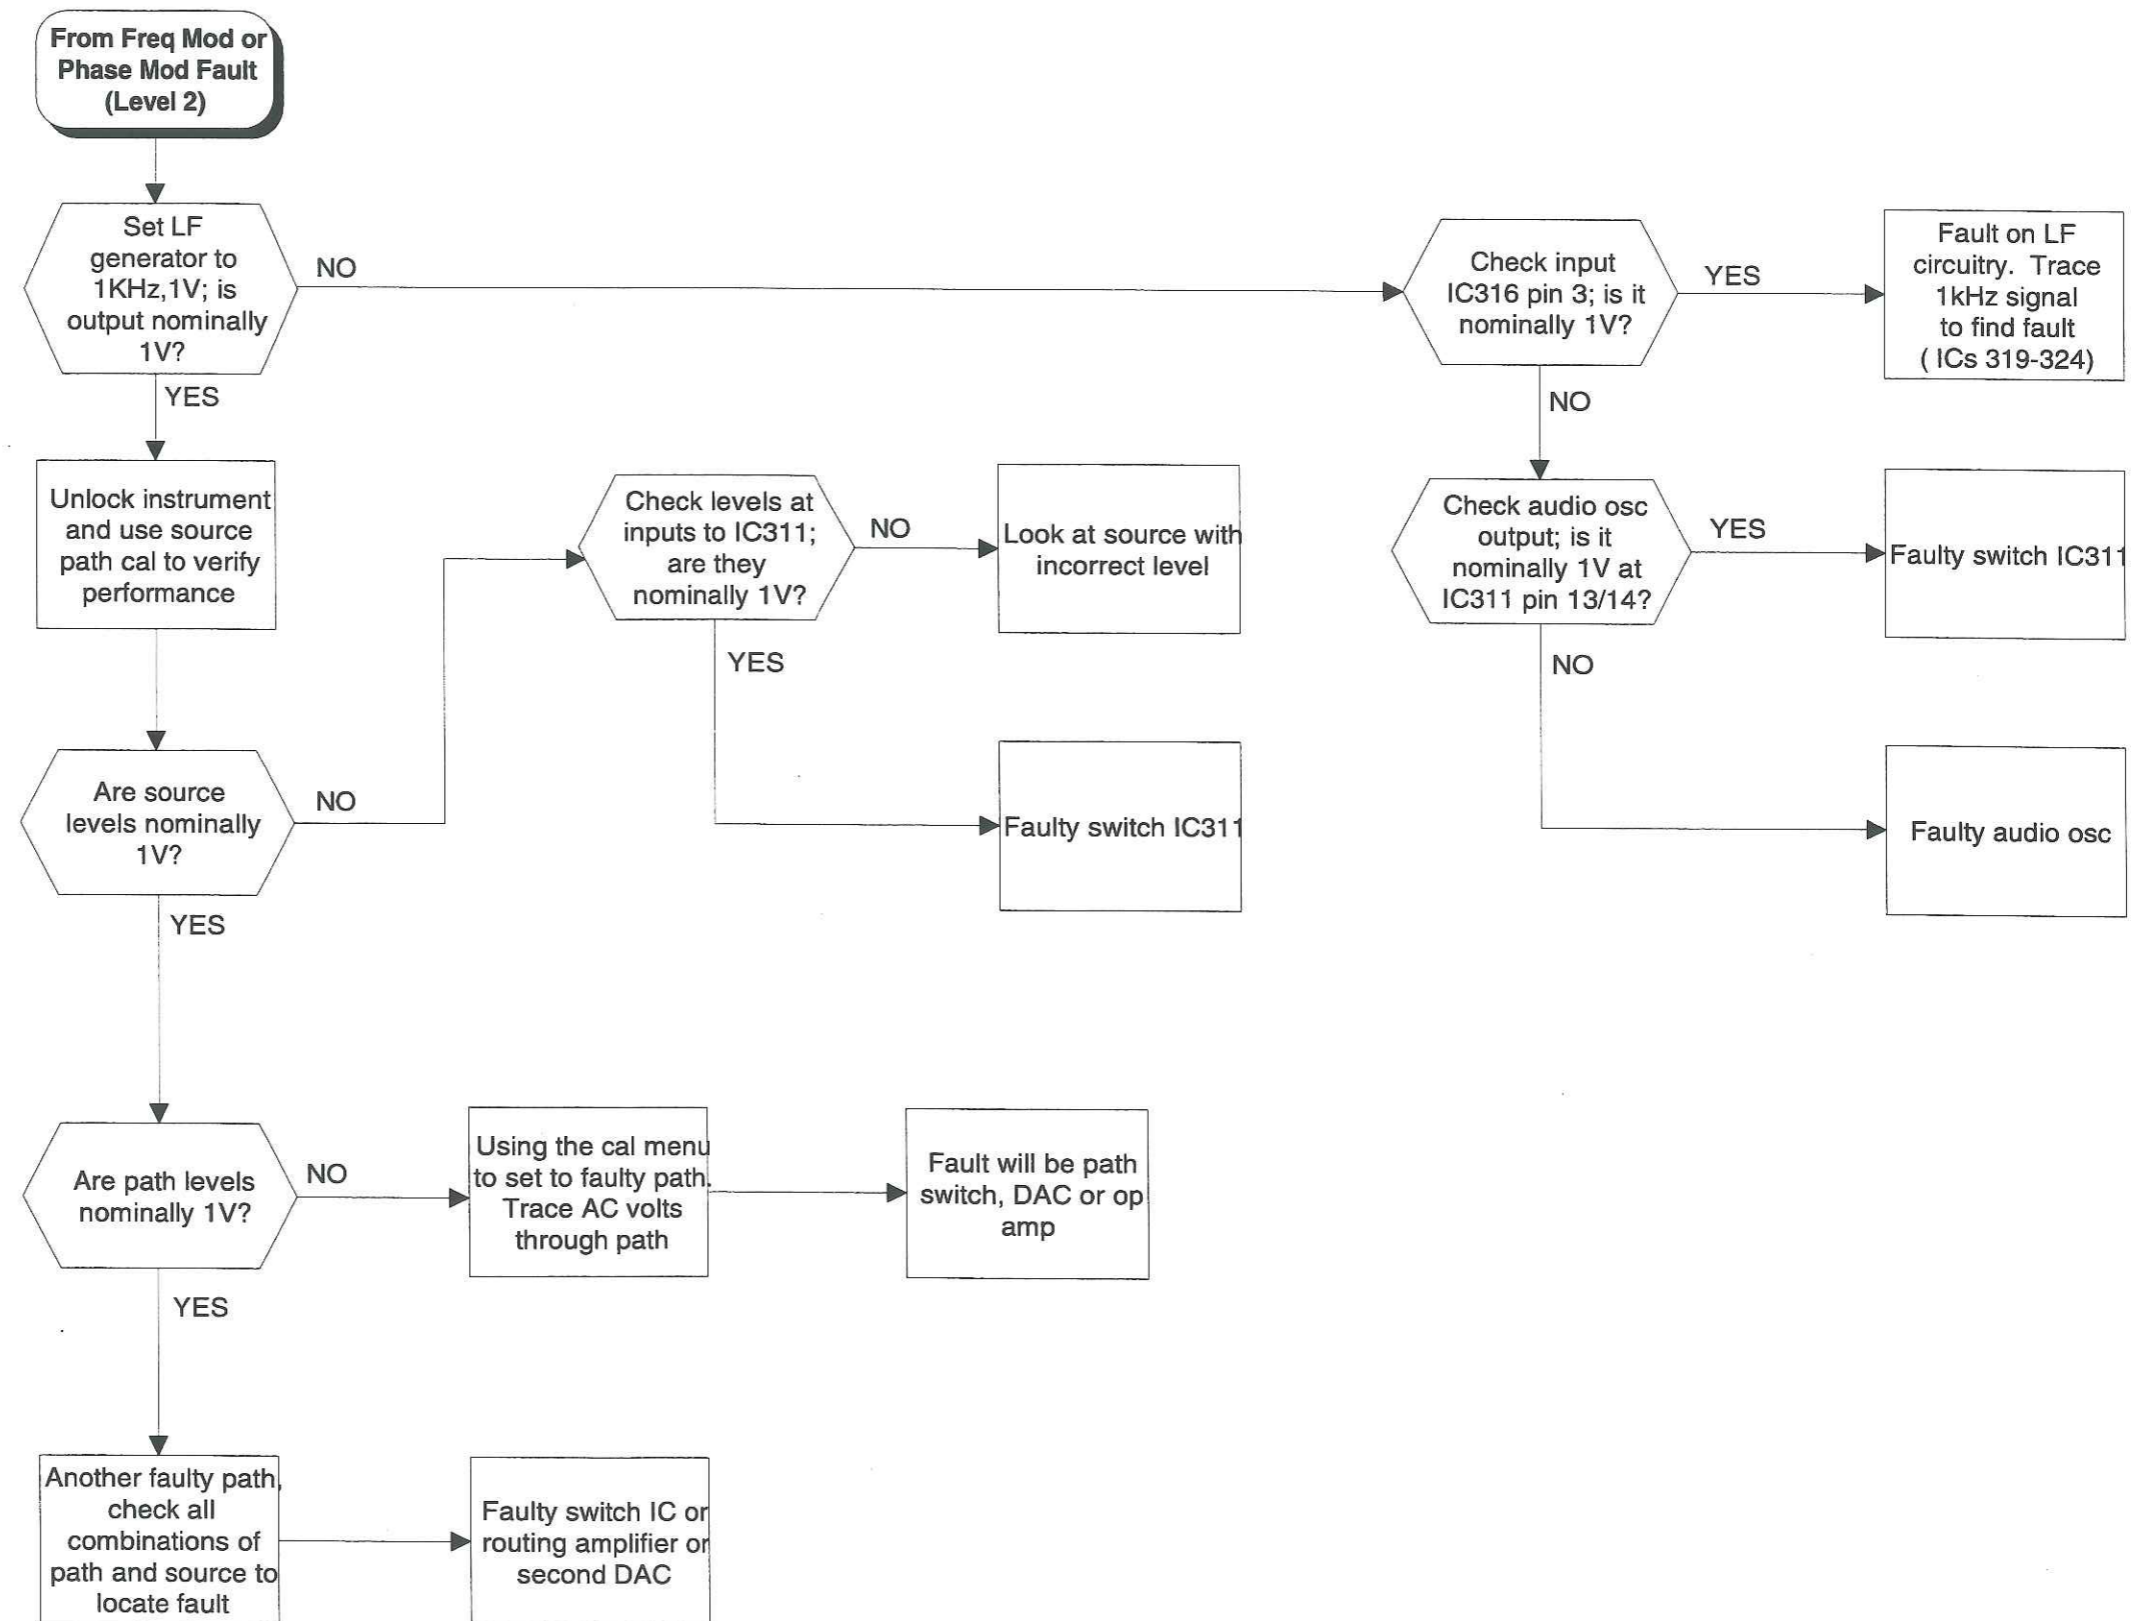 From Freq Mod or
Phase Mod Fault
(Level 2)
Set LF
generator to
1KHz,1V; is
output nominally
1V?
NO
YES
Check input
IC316 pin 3; is it
nominally 1V?
YES
NO
Fault on LF
circuitry. Trace
1kHz signal
to find fault
( ICs 319-324)
Unlock instrument
and use source
path cal to verify
performance
Check levels at
inputs to IC311;
are they
nominally 1V?
NO
YES
Look at source with
incorrect level
Check audio osc
output; is it
nominally 1V at
IC311 pin 13/14?
YES
NO
Faulty switch IC311
Are source
levels nominally
1V?
NO
YES
Faulty switch IC311
Faulty audio osc
Are path levels
nominally 1V?
NO
YES
Using the cal menu
to set to faulty path.
Trace AC volts
through path
Fault will be path
switch, DAC or op
amp
Another faulty path,
check all
combinations of
path and source to
locate fault
Faulty switch IC or
routing amplifier or
second DAC